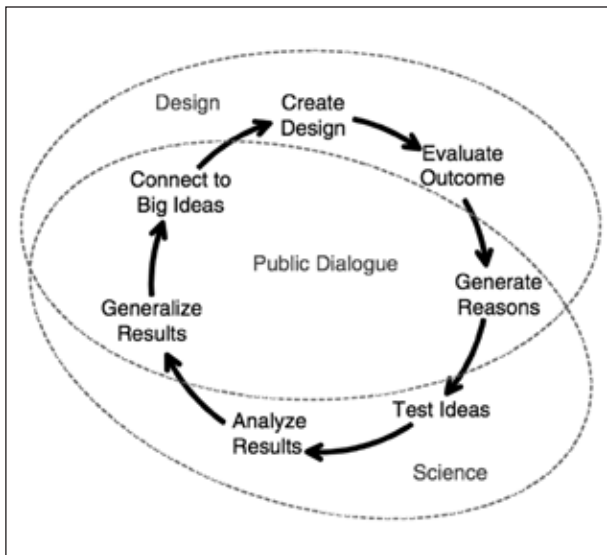 Design
Create
Design
Evaluate
Outcome
Connect to
Big Ideas
Public Dialogue
Generate
Reasons
Generalize
Results
Test Ideas
Analyze
Results
Science